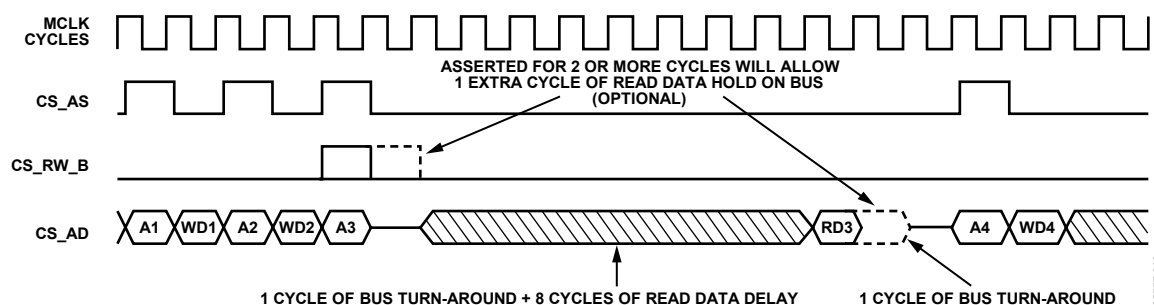 MCLK
CYCLES
ASSERTED FOR 2 OR MORE CYCLES WILL ALLOW
1 EXTRA CYCLE OF READ DATA HOLD ON BUS
(OPTIONAL)
CS_AS
CS_RW_B
CS_AD
A1 WD1 A2 WD2 A3 RD3 A4 WD4
1 CYCLE OF BUS TURN-AROUND + 8 CYCLES OF READ DATA DELAY
1 CYCLE OF BUS TURN-AROUND